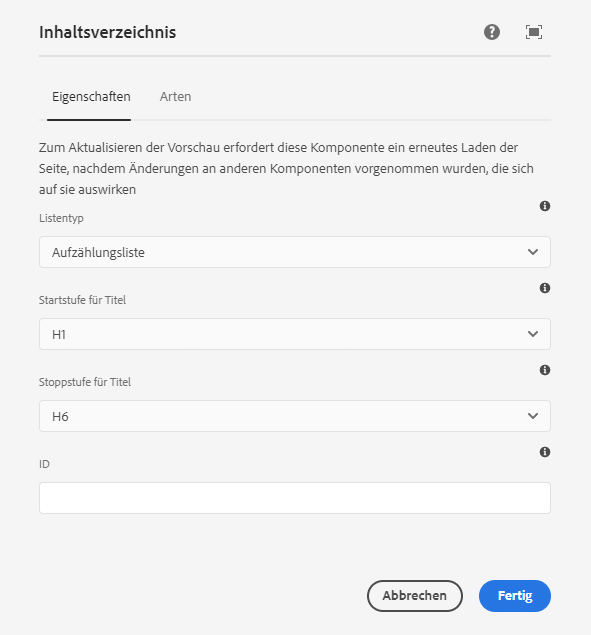 Inhaltsverzeichnis
Eigenschaften Arten
Zum Aktualisieren der Vorschau erfordert diese Komponente ein erneutes Laden der
Seite, nachdem Änderungen an anderen Komponenten vorgenommen wurden, die sich
auf sie auswirken
Listentyp
Aufzählungsliste
Startstufe für Titel
H1
Stoppstufe für Titel
H6
ID
Abbrechen Fertig